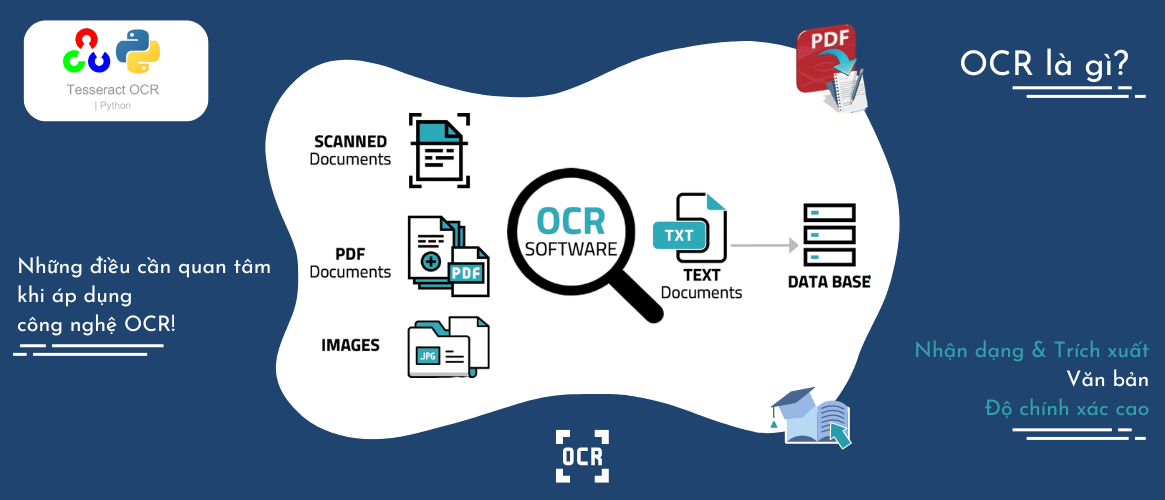 Tesseract OCR
| Python
PDF
OCR là gì?
SCANNED
Documents
PDF
Documents
PDF
IMAGES
.JPG
OCR
SOFTWARE
TXT
TEXT
Documents
DATA BASE
Những điều cần quan tâm
khi áp dụng
công nghệ OCR!
Nhận dạng & Trích xuất
Văn bản
Độ chính xác cao
OCR